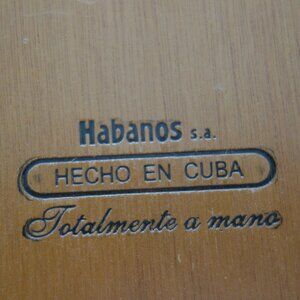 Habanos s.a.
HECHO EN CUBA
Totalmente a mano